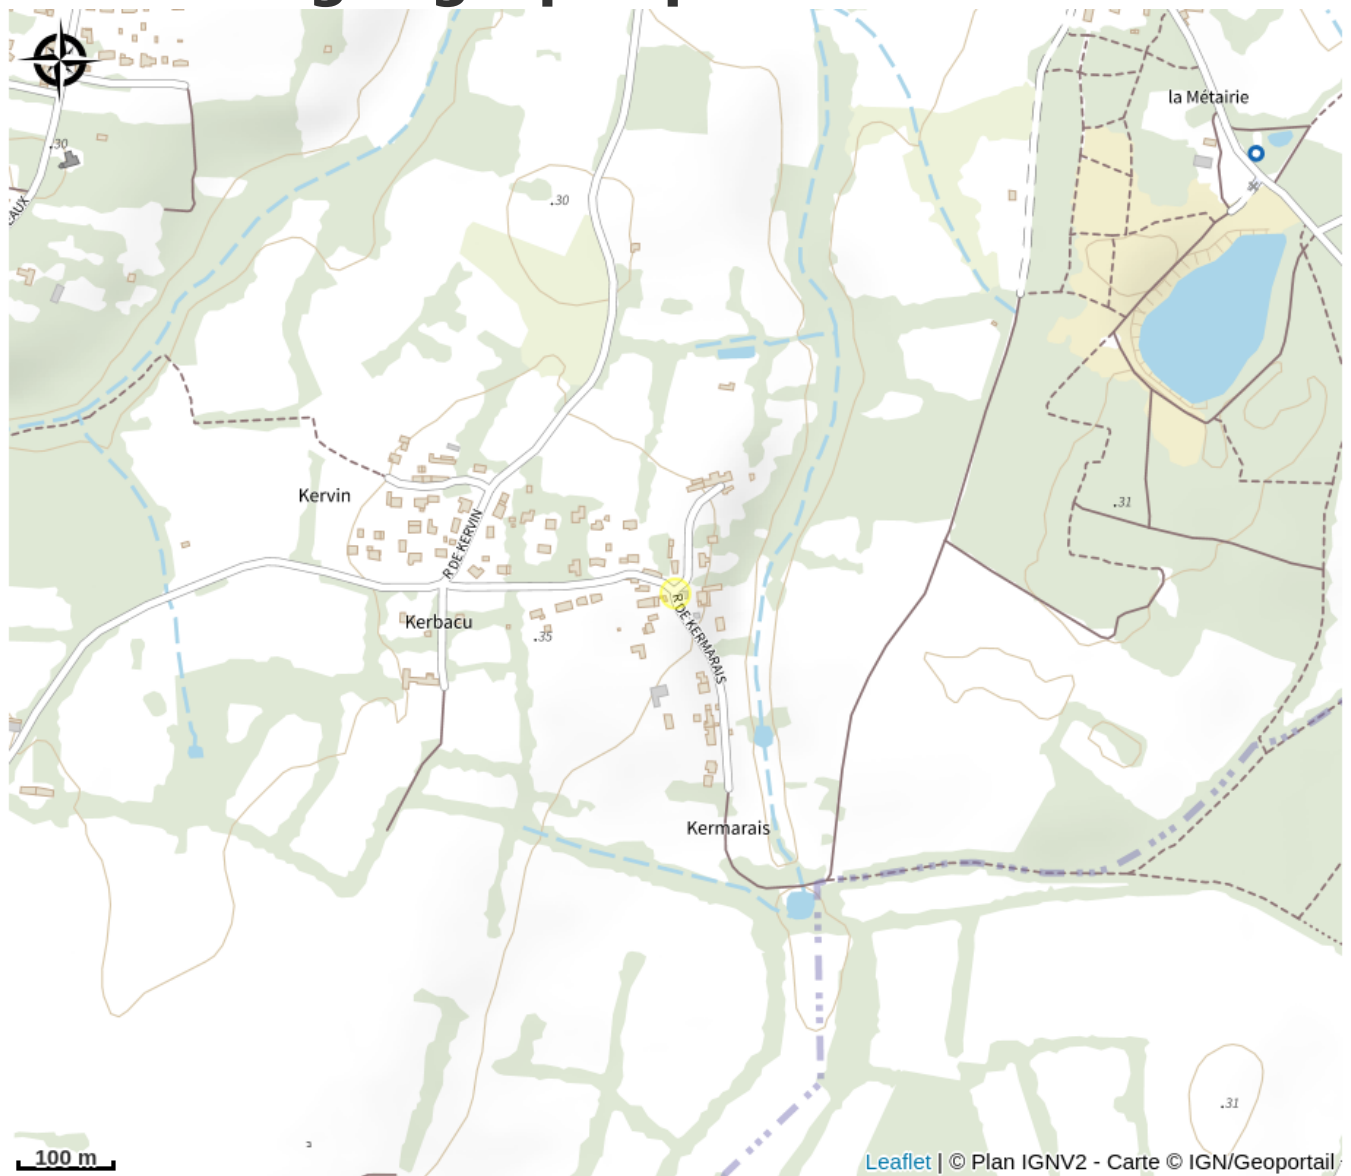 la Métairie
.30
.30
Kervin
R DE KERVIN
.31
R DE KERMARAIS
Kerbacu
.35
Kermarais
.31
100 m
Leaflet | © Plan IGNV2 - Carte © IGN/Geoportail